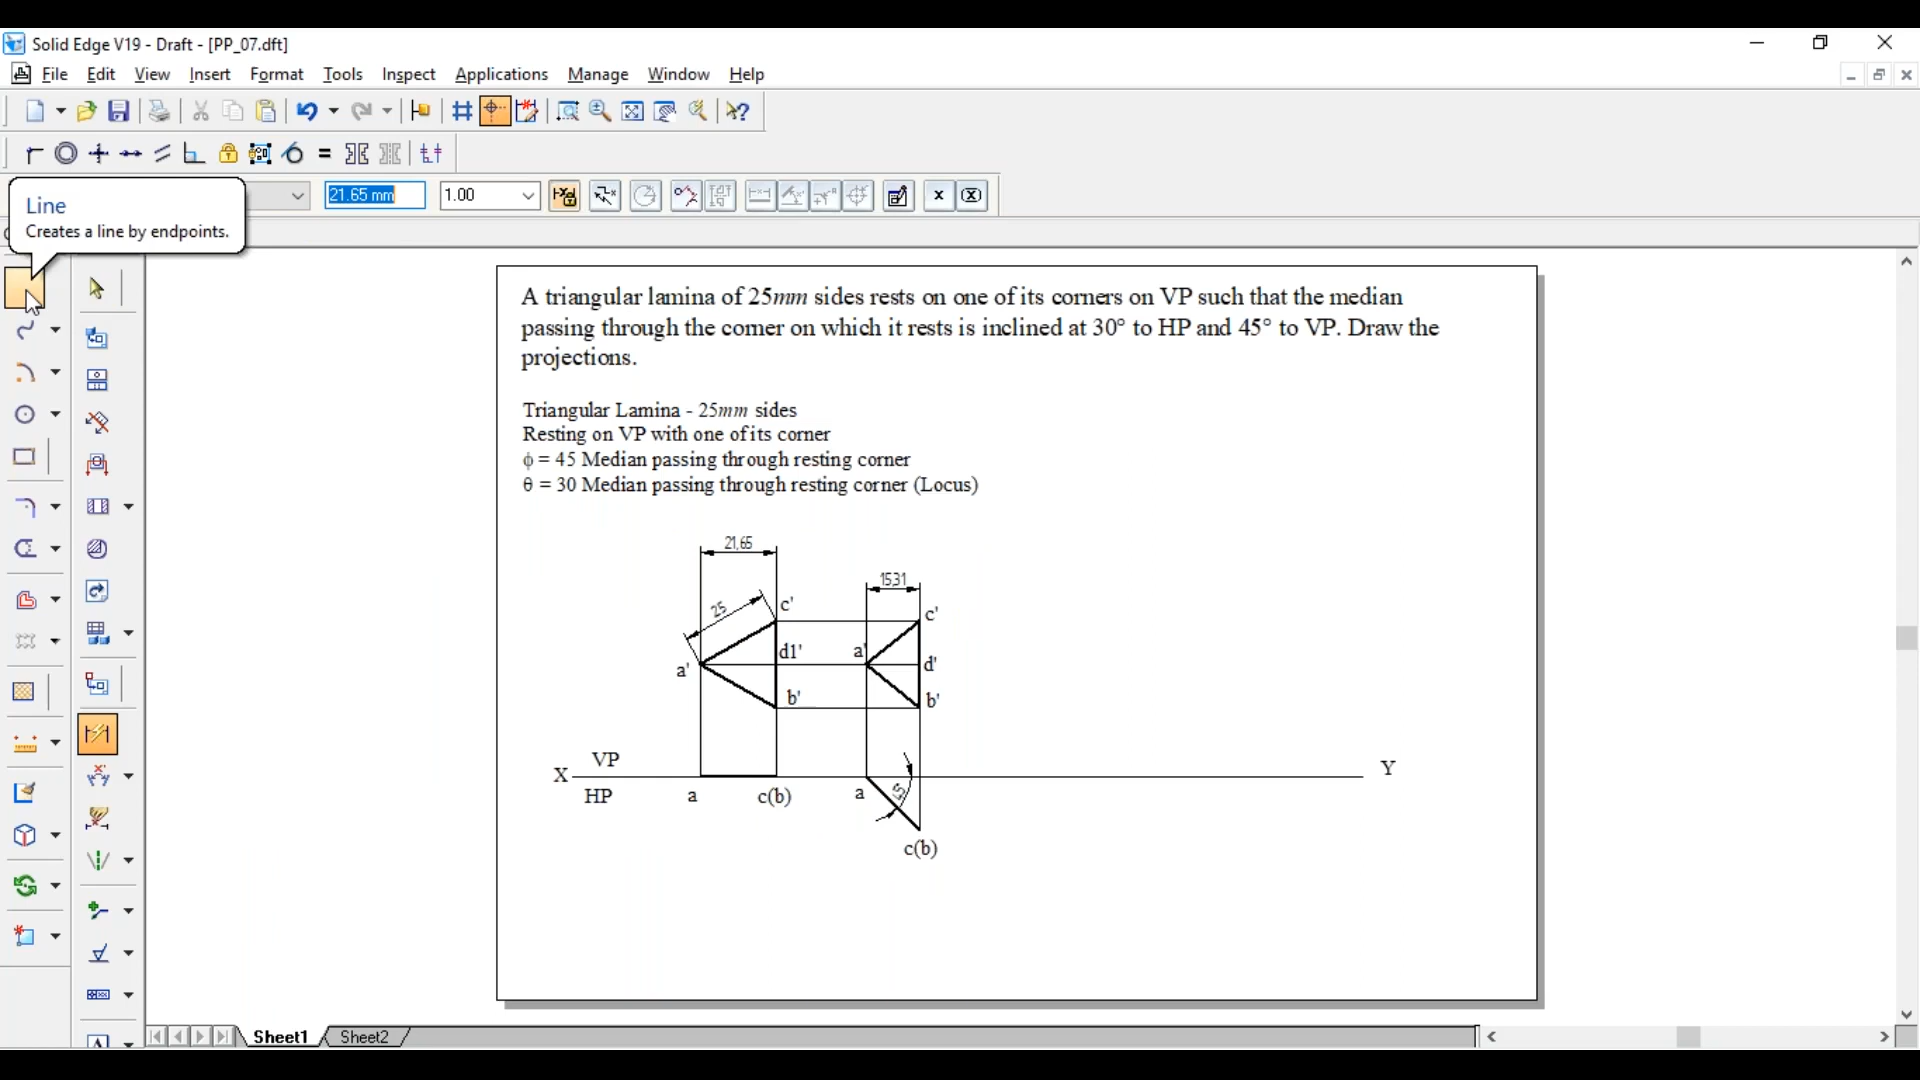 Solid Edge V19 - Draft - [PP_07.dft]
File Edit View Insert Format Tools Inspect Applications Manage Window Help
21.65 mm 1.00
Line
Creates a line by endpoints.
A triangular lamina of 25mm sides rests on one of its corners on VP such that the median
passing through the corner on which it rests is inclined at 30° to HP and 45° to VP. Draw the
projections.
Triangular Lamina - 25mm sides
Resting on VP with one of its corner
ϕ = 45 Median passing through resting corner
θ = 30 Median passing through resting corner (Locus)
21,65
15,31
25
c' c'
d1' a' d'
a'
b' b'
VP
X Y
HP a c(b) a 45
c(b)
Sheet1 Sheet2